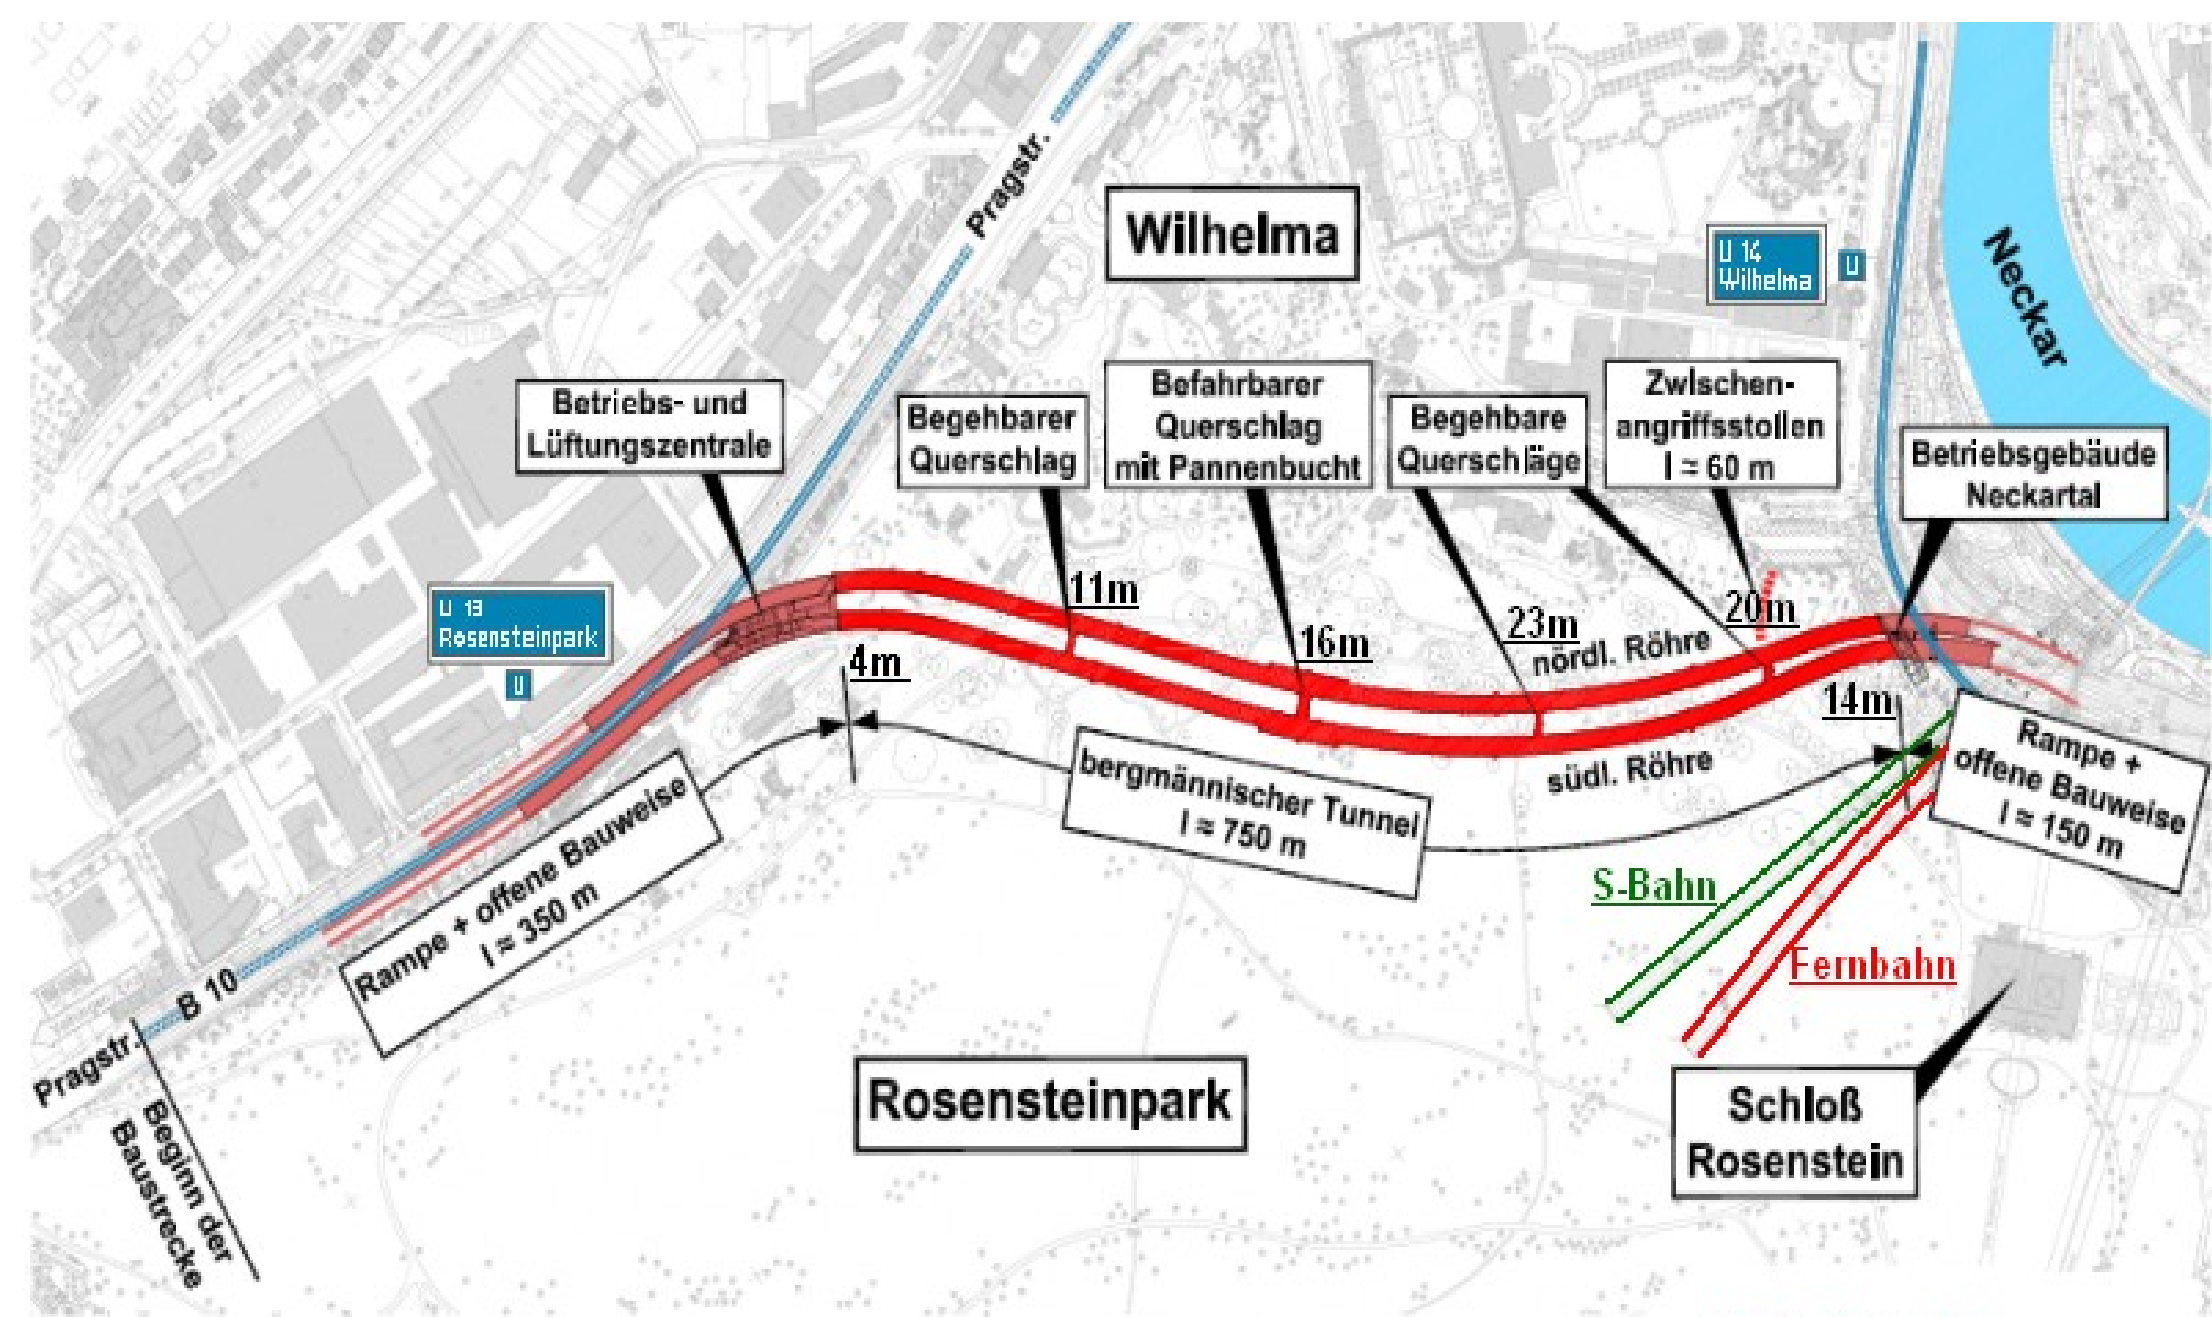 Pragstr.
Wilhelma
U 14
Wilhelma
U
Neckar
Betriebs- und
Lüftungszentrale
Begehbarer
Querschlag
Befahrbarer
Querschlag
mit Pannenbucht
Begehbare
Querschläge
Zwischen-
angriffsstollen
l = 60 m
Betriebsgebäude
Neckartal
U 13
Rosensteinpark
U
11m
16m
23m
20m
4m
14m
nördl. Röhre
südl. Röhre
bergmännischer Tunnel
l ≈ 750 m
Rampe +
offene Bauweise
l ≈ 150 m
Rampe + offene Bauweise
l ≈ 350 m
S-Bahn
Fernbahn
B 10
Pragstr.
Beginn der
Baustrecke
Rosensteinpark
Schloß
Rosenstein